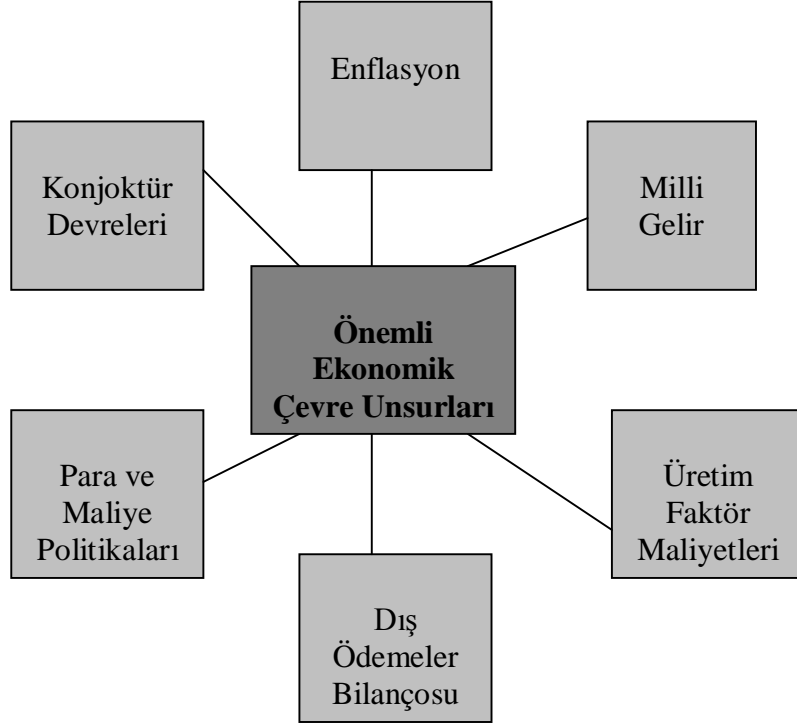 Enflasyon
Konjoktür
Devreleri
Milli
Gelir
Önemli
Ekonomik
Çevre Unsurları
Para ve
Maliye
Politikaları
Üretim
Faktör
Maliyetleri
Dış
Ödemeler
Bilançosu